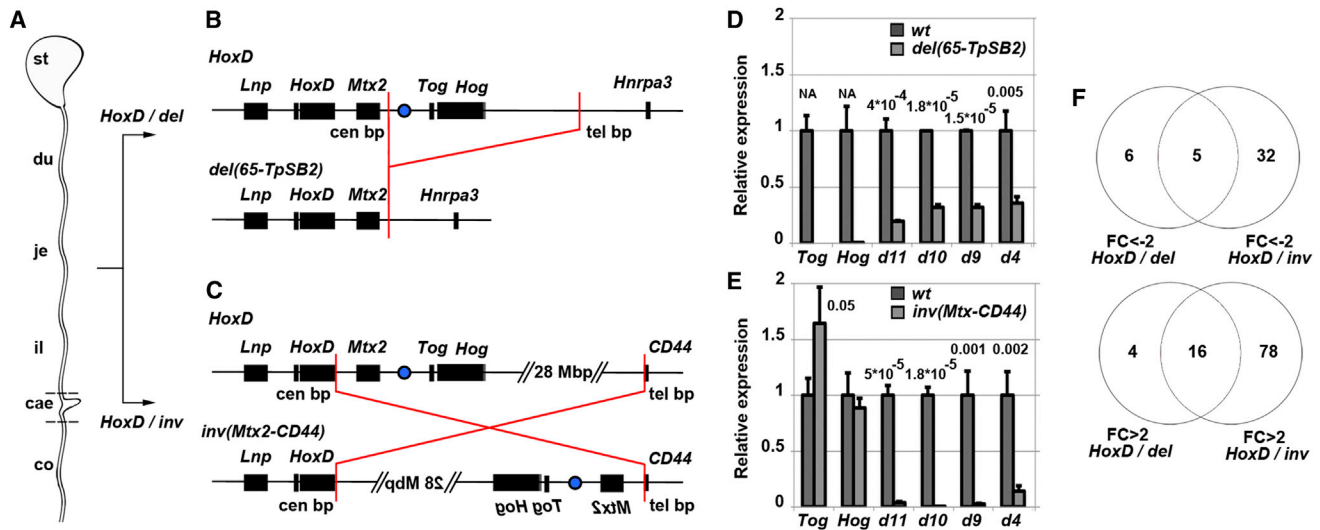 A
st
du
je
il
cae
co
HoxD / del
HoxD / inv
B
HoxD
Lnp HoxD Mtx2 Tog Hog Hnrpa3
cen bp tel bp
del(65-TpSB2)
Lnp HoxD Mtx2 Hnrpa3
C
HoxD
Lnp HoxD Mtx2 Tog Hog CD44
28 Mbp
cen bp tel bp
inv(Mtx2-CD44)
Lnp HoxD CD44
28 Mbp
cen bp Hog Tog Mtx2 tel bp
D
2
1.5
1
0.5
0
Relative expression
wt
del(65-TpSB2)
NA NA 4*10-4 1.8*10-5 1.5*10-5 0.005
Tog Hog d11 d10 d9 d4
E
2
1.5
1
0.5
0
Relative expression
wt
inv(Mtx-CD44)
0.05 5*10-5 1.8*10-5 0.001 0.002
Tog Hog d11 d10 d9 d4
F
6 5 32
FC<-2 FC<-2
HoxD / del HoxD / inv
4 16 78
FC>2 FC>2
HoxD / del HoxD / inv